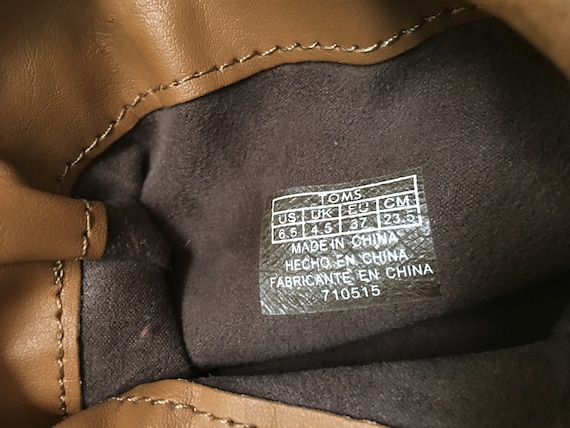 TOMS
US UK EU CM
6.5 4.5 37 23.5
MADE IN CHINA
HECHO EN CHINA
FABRICANTE EN CHINA
710515